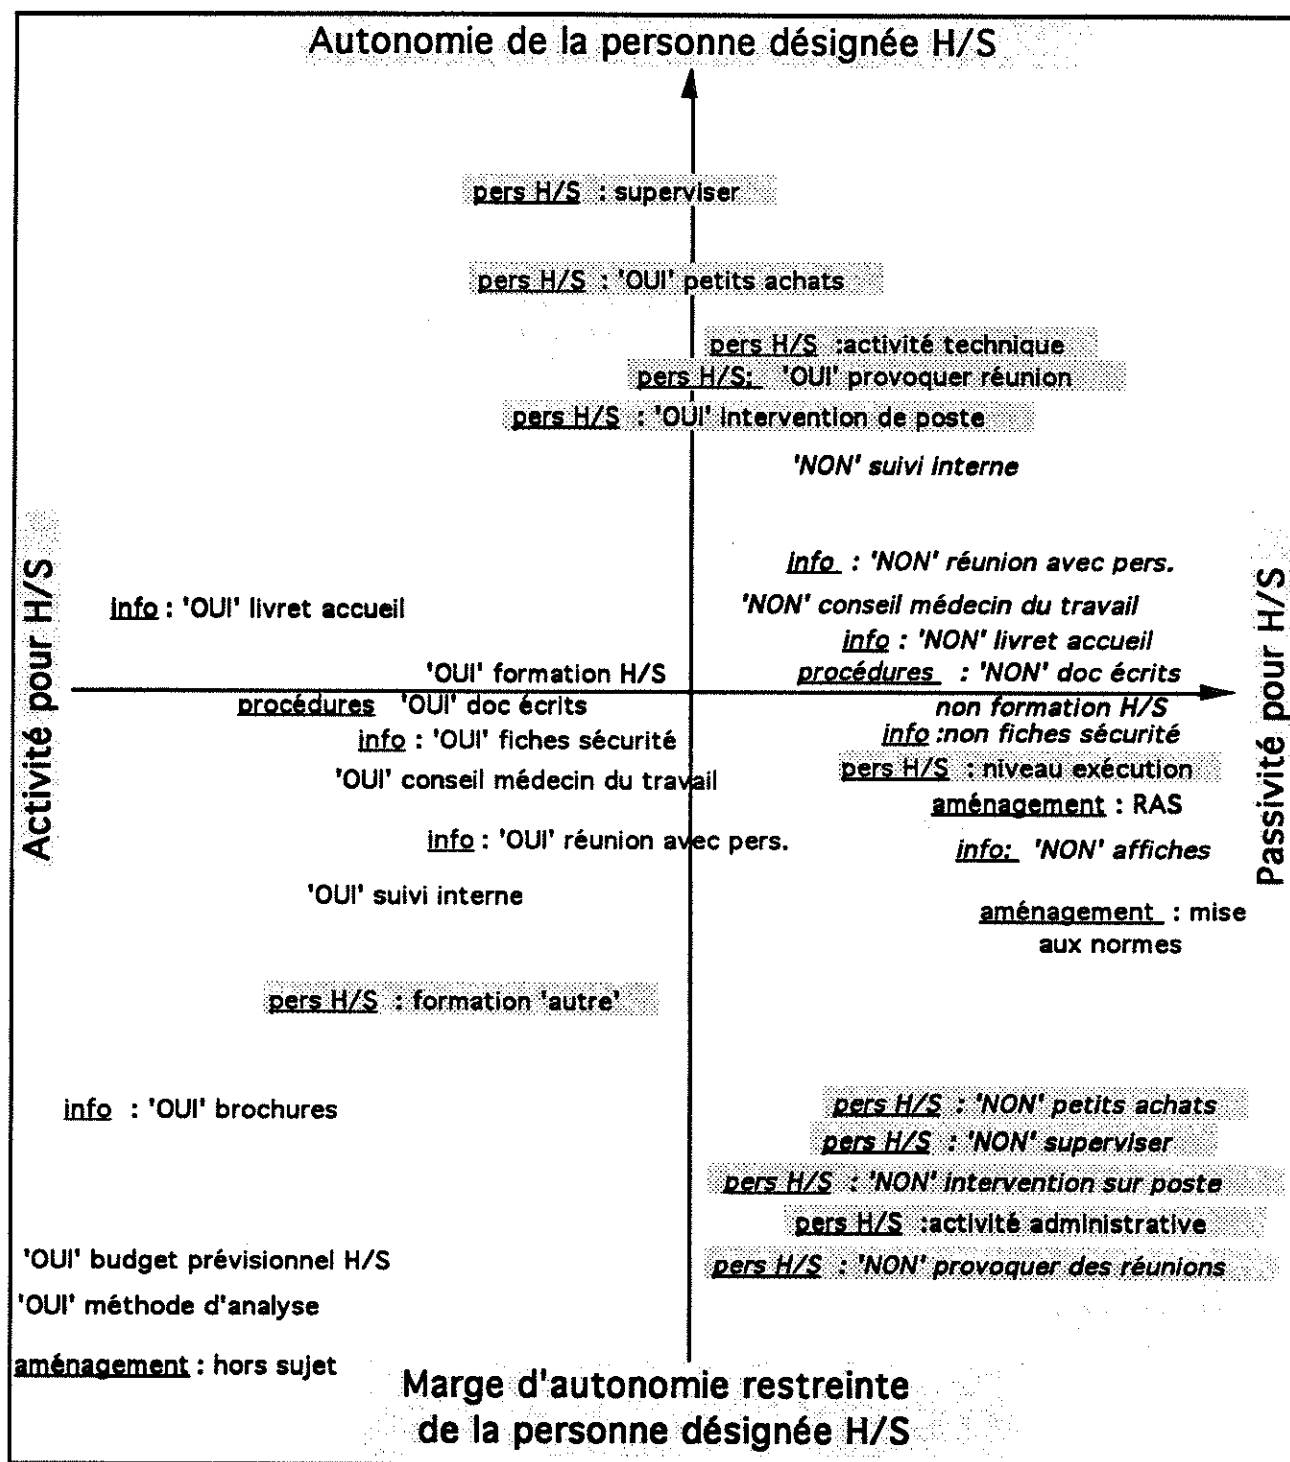 Autonomie de la personne désignée H/S
pers H/S : superviser
pers H/S : 'OUI' petits achats
pers H/S :activité technique
pers H/S: 'OUI' provoquer réunion
pers H/S : 'OUI' intervention de poste
'NON' suivi interne
info : 'NON' réunion avec pers.
info : 'OUI' livret accueil
'NON' conseil médecin du travail
info : 'NON' livret accueil
'OUI' formation H/S
procédures : 'NON' doc écrits
procédures 'OUI' doc écrits
non formation H/S
info : 'OUI' fiches sécurité
info :non fiches sécurité
'OUI' conseil médecin du travail
pers H/S : niveau exécution
aménagement : RAS
info : 'OUI' réunion avec pers.
info: 'NON' affiches
'OUI' suivi interne
aménagement : mise
aux normes
pers H/S : formation 'autre'
info : 'OUI' brochures
pers H/S : 'NON' petits achats
pers H/S : 'NON' superviser
pers H/S : 'NON' intervention sur poste
pers H/S :activité administrative
'OUI' budget prévisionnel H/S
pers H/S : 'NON' provoquer des réunions
'OUI' méthode d'analyse
aménagement : hors sujet
Marge d'autonomie restreinte
de la personne désignée H/S
Activité pour H/S
Passivité pour H/S